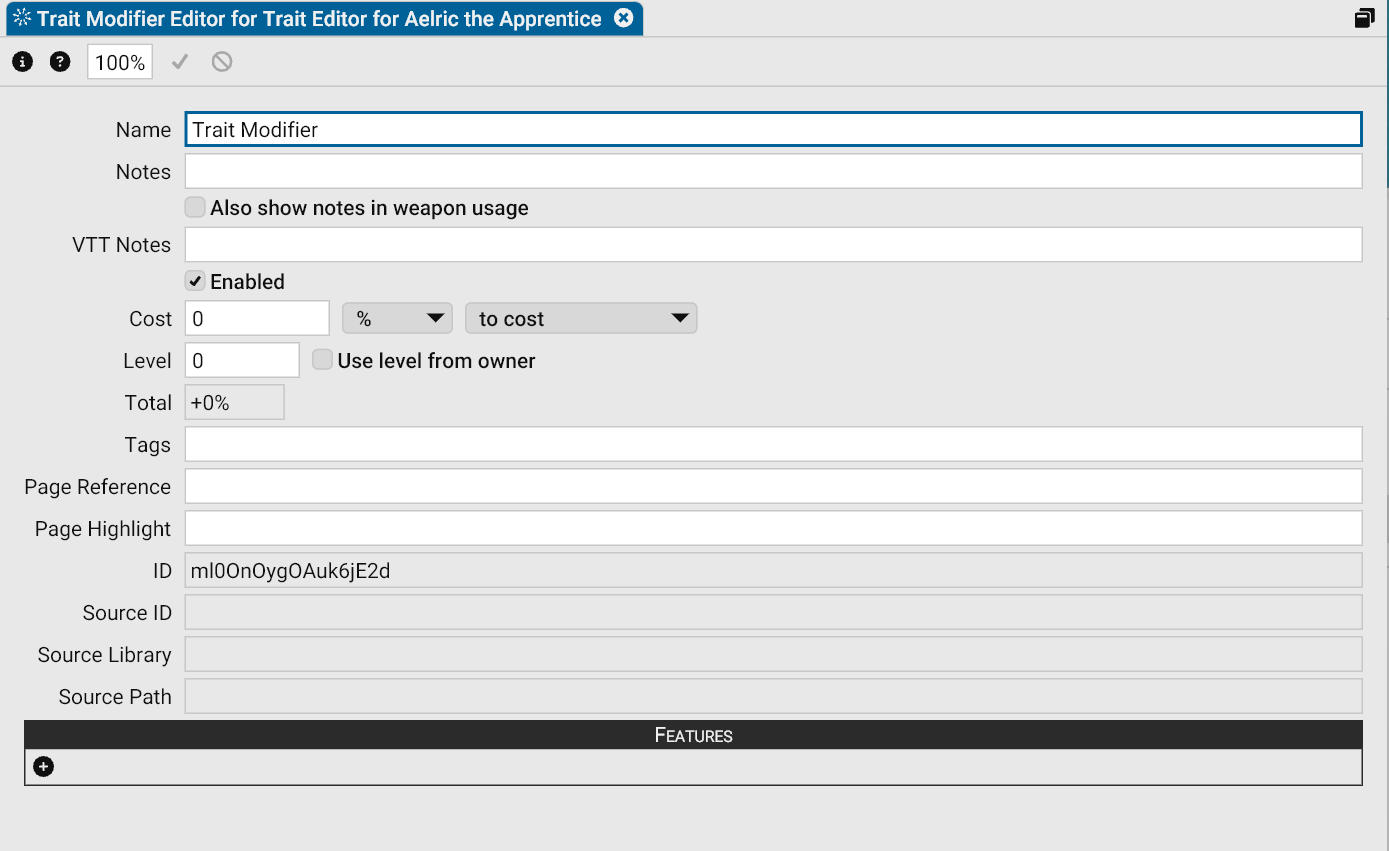 Trait Modifier Editor for Trait Editor for Aelric the Apprentice
100%
Name Trait Modifier
Notes
Also show notes in weapon usage
VTT Notes
Enabled
Cost 0 % to cost
Level 0 Use level from owner
Total +0%
Tags
Page Reference
Page Highlight
ID ml0OnOygOAuk6jE2d
Source ID
Source Library
Source Path
Features